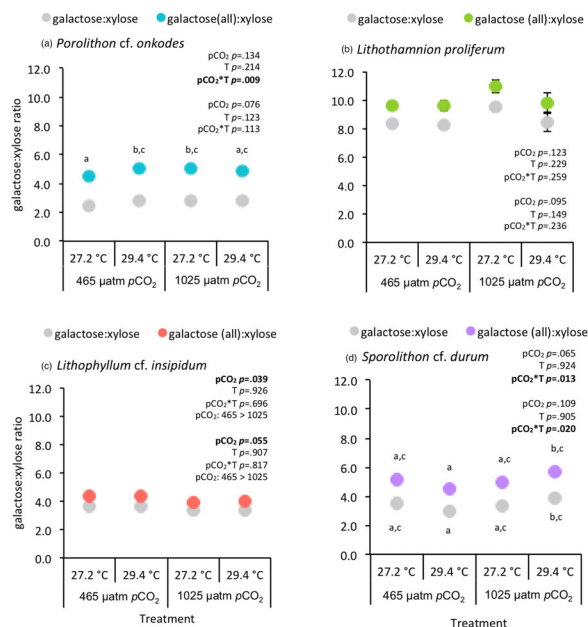 galactose:xylose galactose(all):xylose
(a) Porolithon cf. onkodes
pCO2 p=.134
T p=.214
pCO2*T p=.009
pCO2 p=.076
T p=.123
pCO2*T p=.113
galactose:xylose ratio
12.0
10.0
8.0
6.0
4.0
2.0
0.0
a b,c b,c a,c
27.2 °C 29.4 °C 27.2 °C 29.4 °C
465 µatm pCO2 1025 µatm pCO2
galactose:xylose galactose (all):xylose
(b) Lithothamnion proliferum
12.0
10.0
8.0
6.0
4.0
2.0
0.0
pCO2 p=.123
T p=.229
pCO2*T p=.259
pCO2 p=.095
T p=.149
pCO2*T p=.236
27.2 °C 29.4 °C 27.2 °C 29.4 °C
465 µatm pCO2 1025 µatm pCO2
galactose:xylose galactose (all):xylose
(c) Lithophyllum cf. insipidum
pCO2 p=.039
T p=.926
pCO2*T p=.696
pCO2: 465 > 1025
pCO2 p=.055
T p=.907
pCO2*T p=.817
pCO2: 465 > 1025
galactose:xylose ratio
12.0
10.0
8.0
6.0
4.0
2.0
0.0
27.2 °C 29.4 °C 27.2 °C 29.4 °C
465 µatm pCO2 1025 µatm pCO2
Treatment
galactose:xylose galactose (all):xylose
(d) Sporolithon cf. durum
pCO2 p=.065
T p=.924
pCO2*T p=.013
pCO2 p=.109
T p=.905
pCO2*T p=.020
12.0
10.0
8.0
6.0
4.0
2.0
0.0
a,c a a,c b,c
a,c a a,c b,c
27.2 °C 29.4 °C 27.2 °C 29.4 °C
465 µatm pCO2 1025 µatm pCO2
Treatment